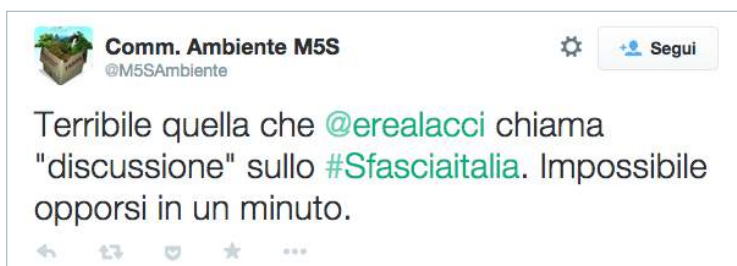 Comm. Ambiente M5S
Segui
@M5SAmbiente
Terribile quella che @erealacci chiama
"discussione" sullo #Sfasciaitalia. Impossibile
opporsi in un minuto.